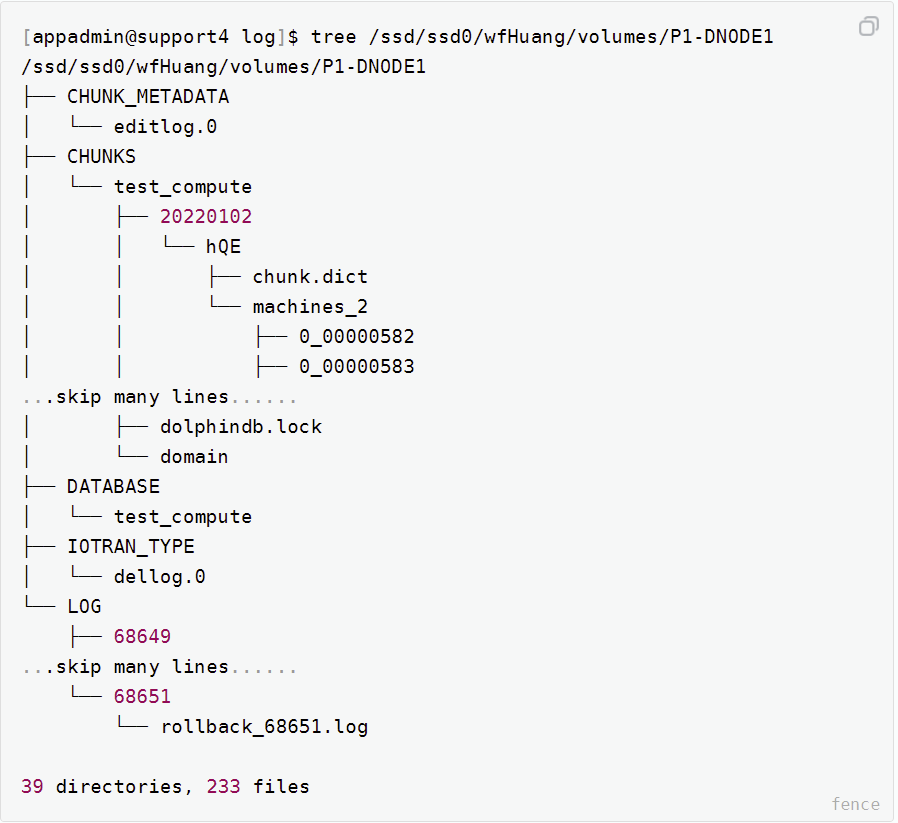 [appadmin@support4 log]$ tree /ssd/ssd0/wfHuang/volumes/P1-DNODE1
/ssd/ssd0/wfHuang/volumes/P1-DNODE1
├── CHUNK_METADATA
│   └── editlog.0
├── CHUNKS
│   └── test_compute
│       ├── 20220102
│       │   └── hQE
│       │       ├── chunk.dict
│       │       └── machines_2
│       │           ├── 0_00000582
│       │           ├── 0_00000583
...skip many lines......
│       ├── dolphindb.lock
│       └── domain
├── DATABASE
│   └── test_compute
├── IOTRAN_TYPE
│   └── dellog.0
└── LOG
    ├── 68649
...skip many lines......
    └── 68651
        └── rollback_68651.log

39 directories, 233 files
fence